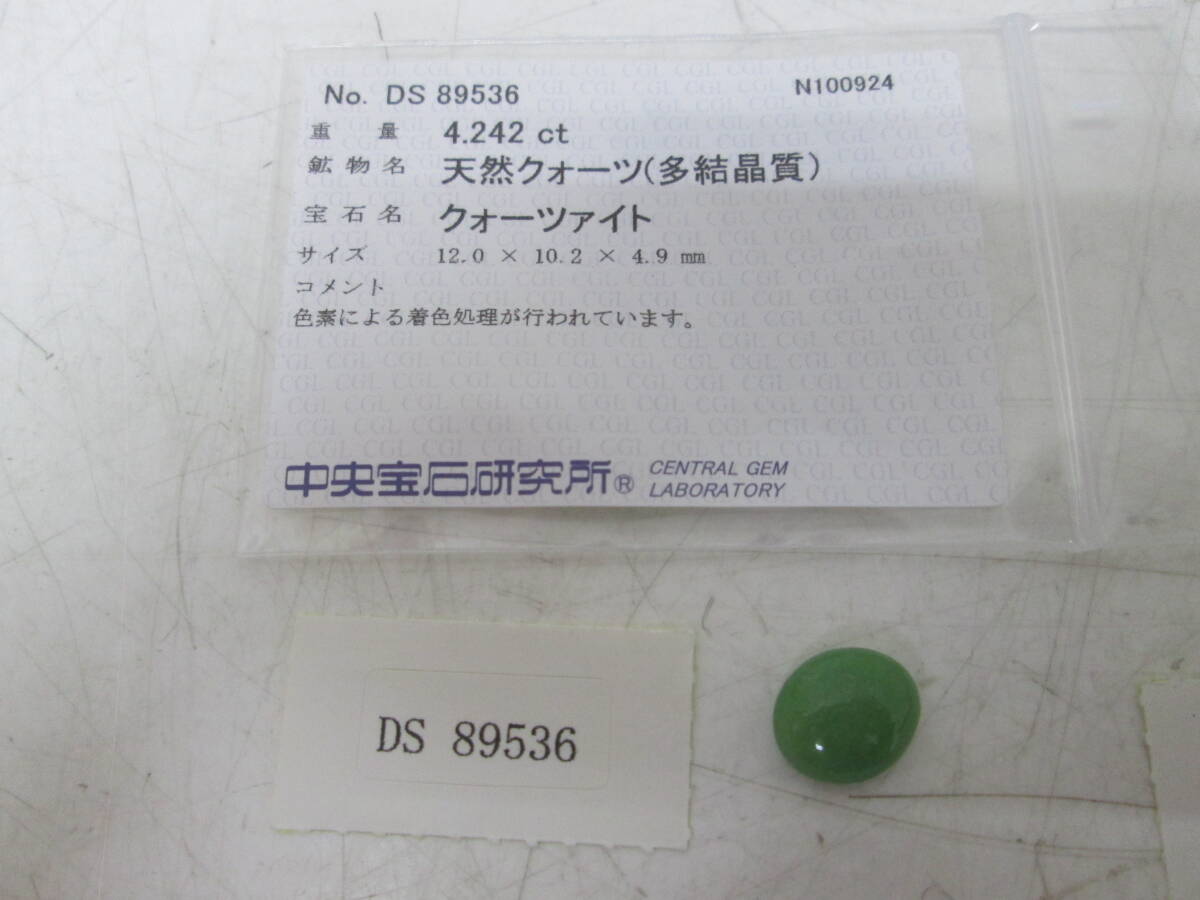 No. DS 89536 N100924
重量 4.242 ct
鉱物名 天然クォーツ(多結晶質)
宝石名 クォーツァイト
サイズ 12.0 × 10.2 × 4.9 mm
コメント
色素による着色処理が行われています。
中央宝石研究所® CENTRAL GEM
LABORATORY
DS 89536